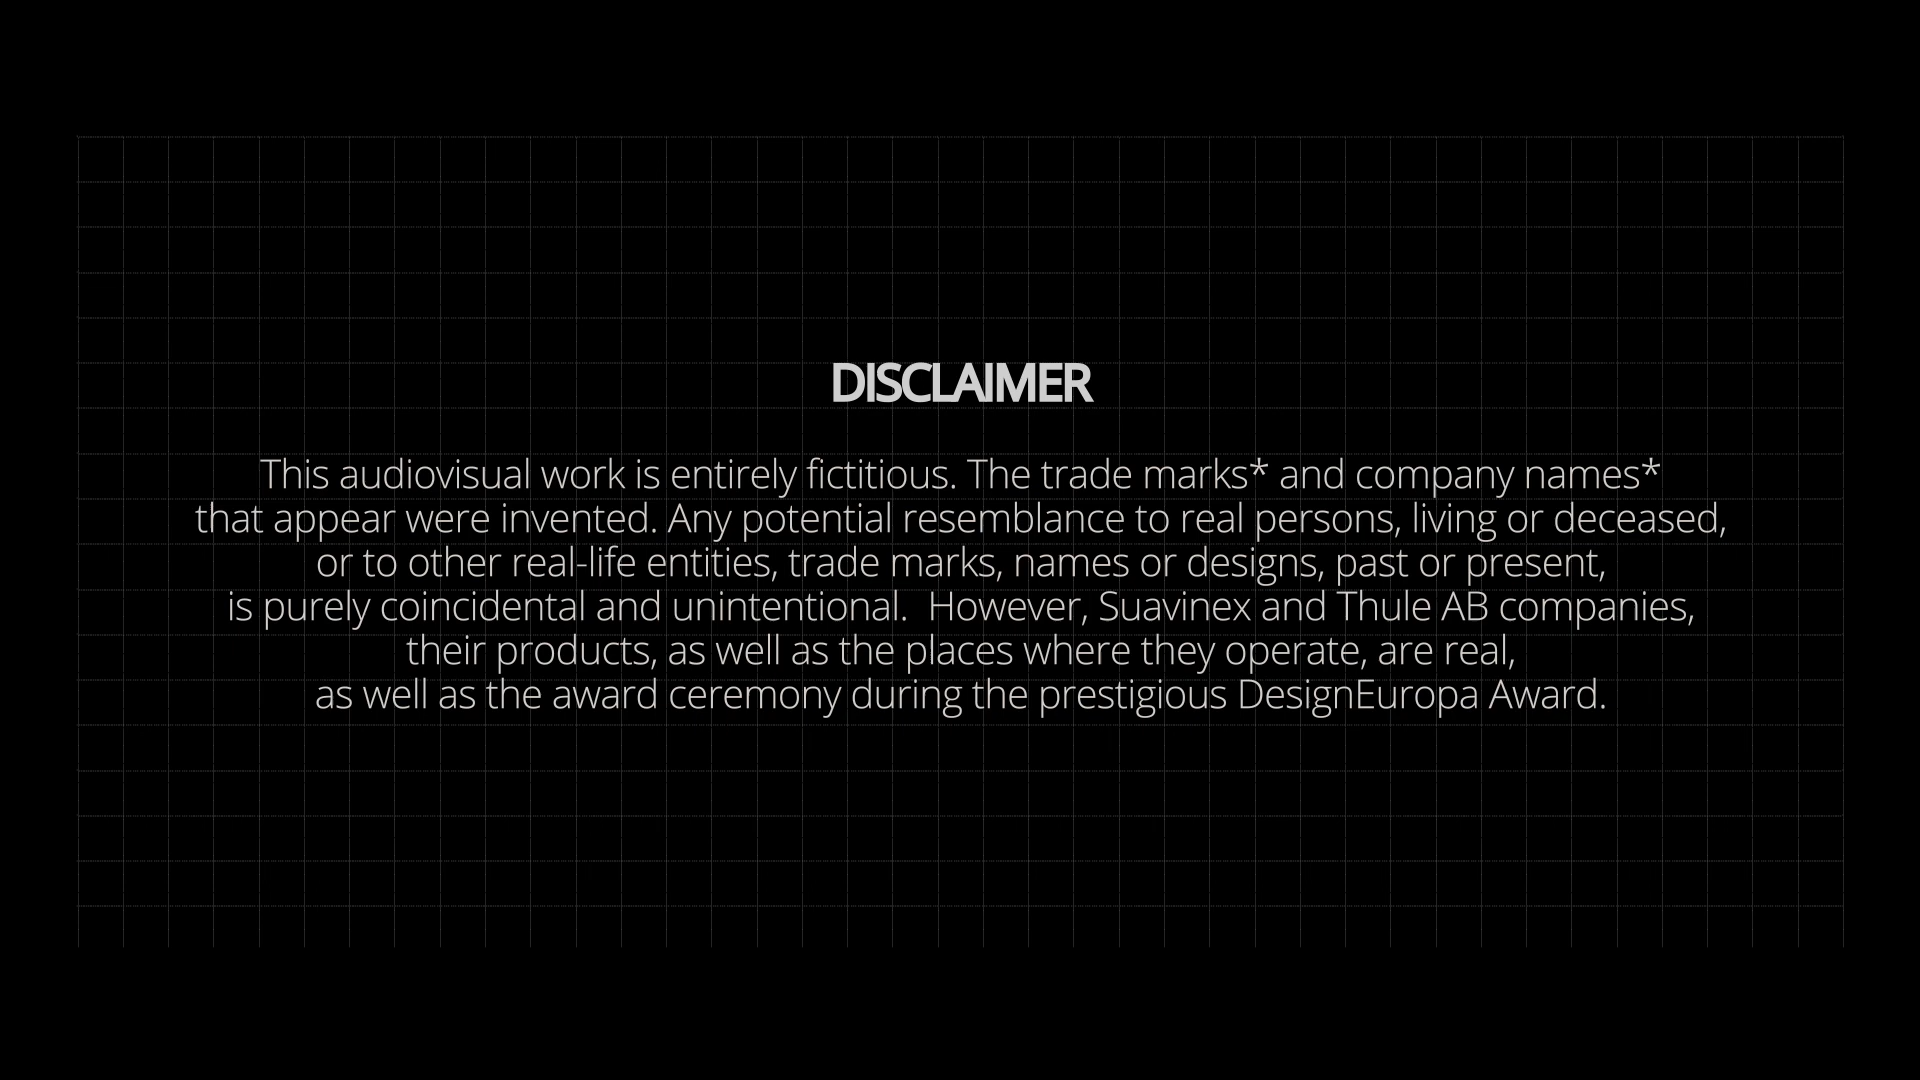 DISCLAIMER
This audiovisual work is entirely fictitious. The trade marks* and company names*
that appear were invented. Any potential resemblance to real persons, living or deceased,
or to other real-life entities, trade marks, names or designs, past or present,
is purely coincidental and unintentional.  However, Suavinex and Thule AB companies,
their products, as well as the places where they operate, are real,
as well as the award ceremony during the prestigious DesignEuropa Award.